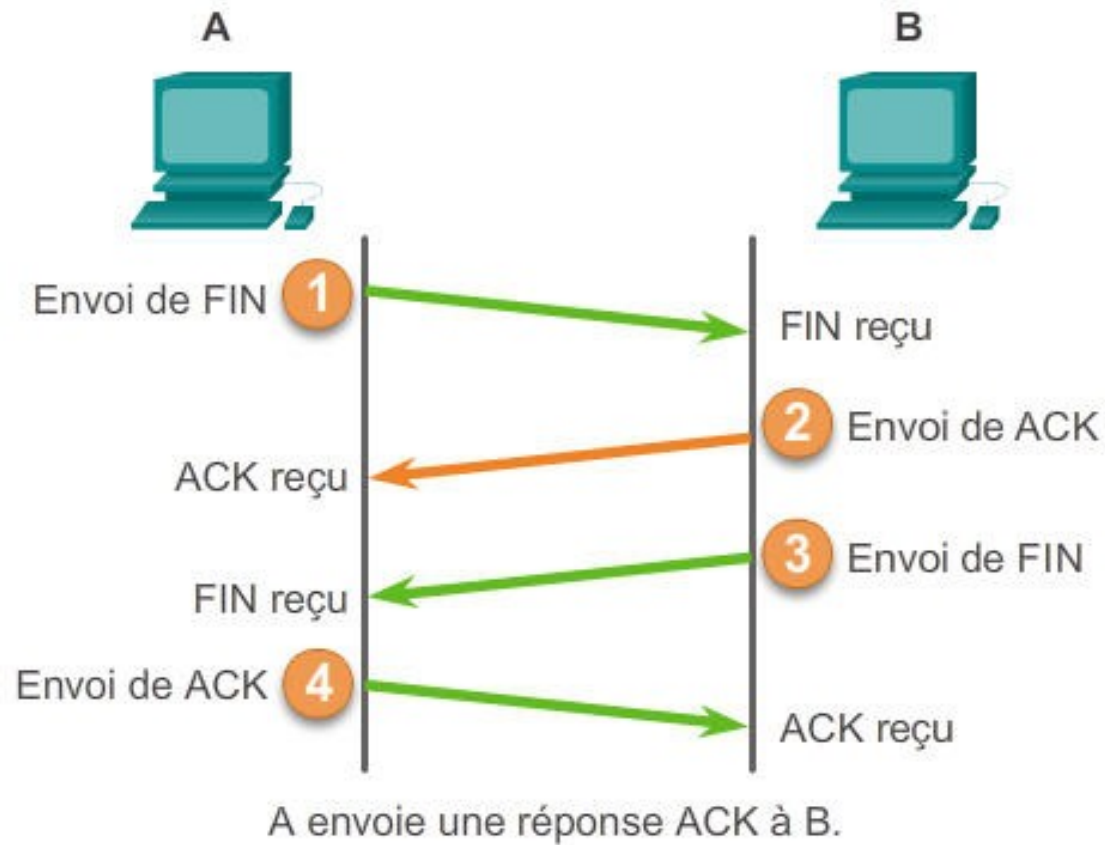 A
B
Envoi de FIN 1
FIN reçu
2 Envoi de ACK
ACK reçu
3 Envoi de FIN
FIN reçu
Envoi de ACK 4
ACK reçu
A envoie une réponse ACK à B.